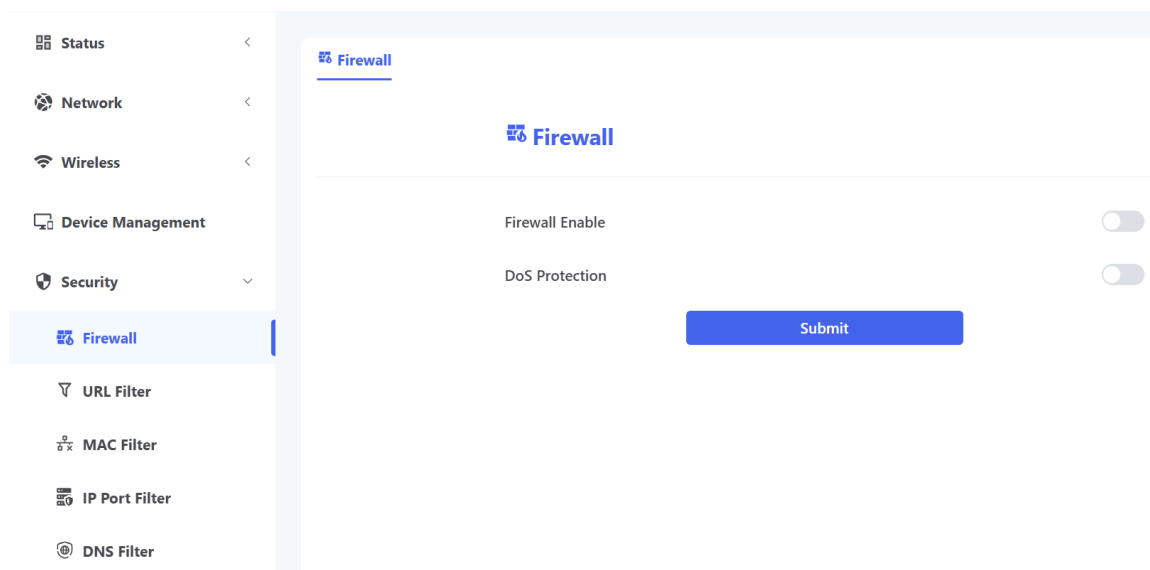 Status
Network
Wireless
Device Management
Security
Firewall
URL Filter
MAC Filter
IP Port Filter
DNS Filter
Firewall
Firewall
Firewall Enable
DoS Protection
Submit